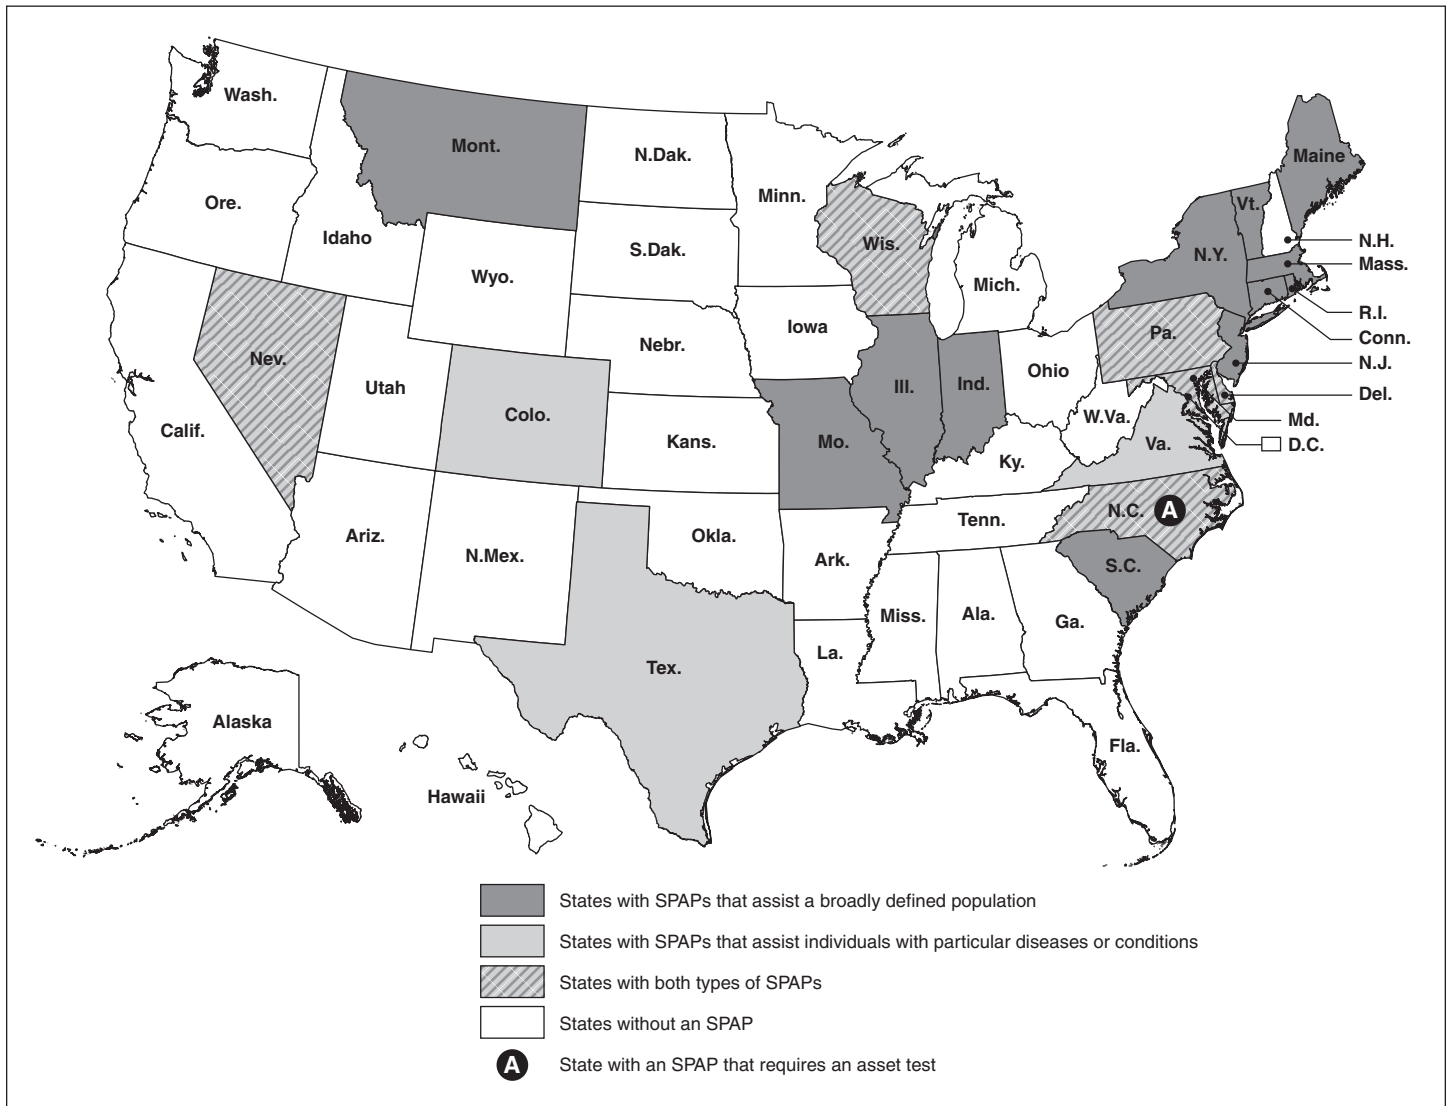 Wash.
Mont.
N.Dak.
Minn.
Maine
Vt.
Ore.
Idaho
Wis.
N.Y.
N.H.
S.Dak.
Mass.
Wyo.
Mich.
R.I.
Iowa
Pa.
Conn.
Nebr.
Nev.
N.J.
Utah
Ohio
Ill.
Ind.
Del.
Colo.
W.Va.
Md.
Calif.
Kans.
Mo.
Va.
D.C.
Ky.
N.C.
A
Tenn.
Ariz.
Okla.
N.Mex.
Ark.
S.C.
Miss.
Ala.
Ga.
La.
Tex.
Alaska
Fla.
Hawaii
States with SPAPs that assist a broadly defined population
States with SPAPs that assist individuals with particular diseases or conditions
States with both types of SPAPs
States without an SPAP
A State with an SPAP that requires an asset test